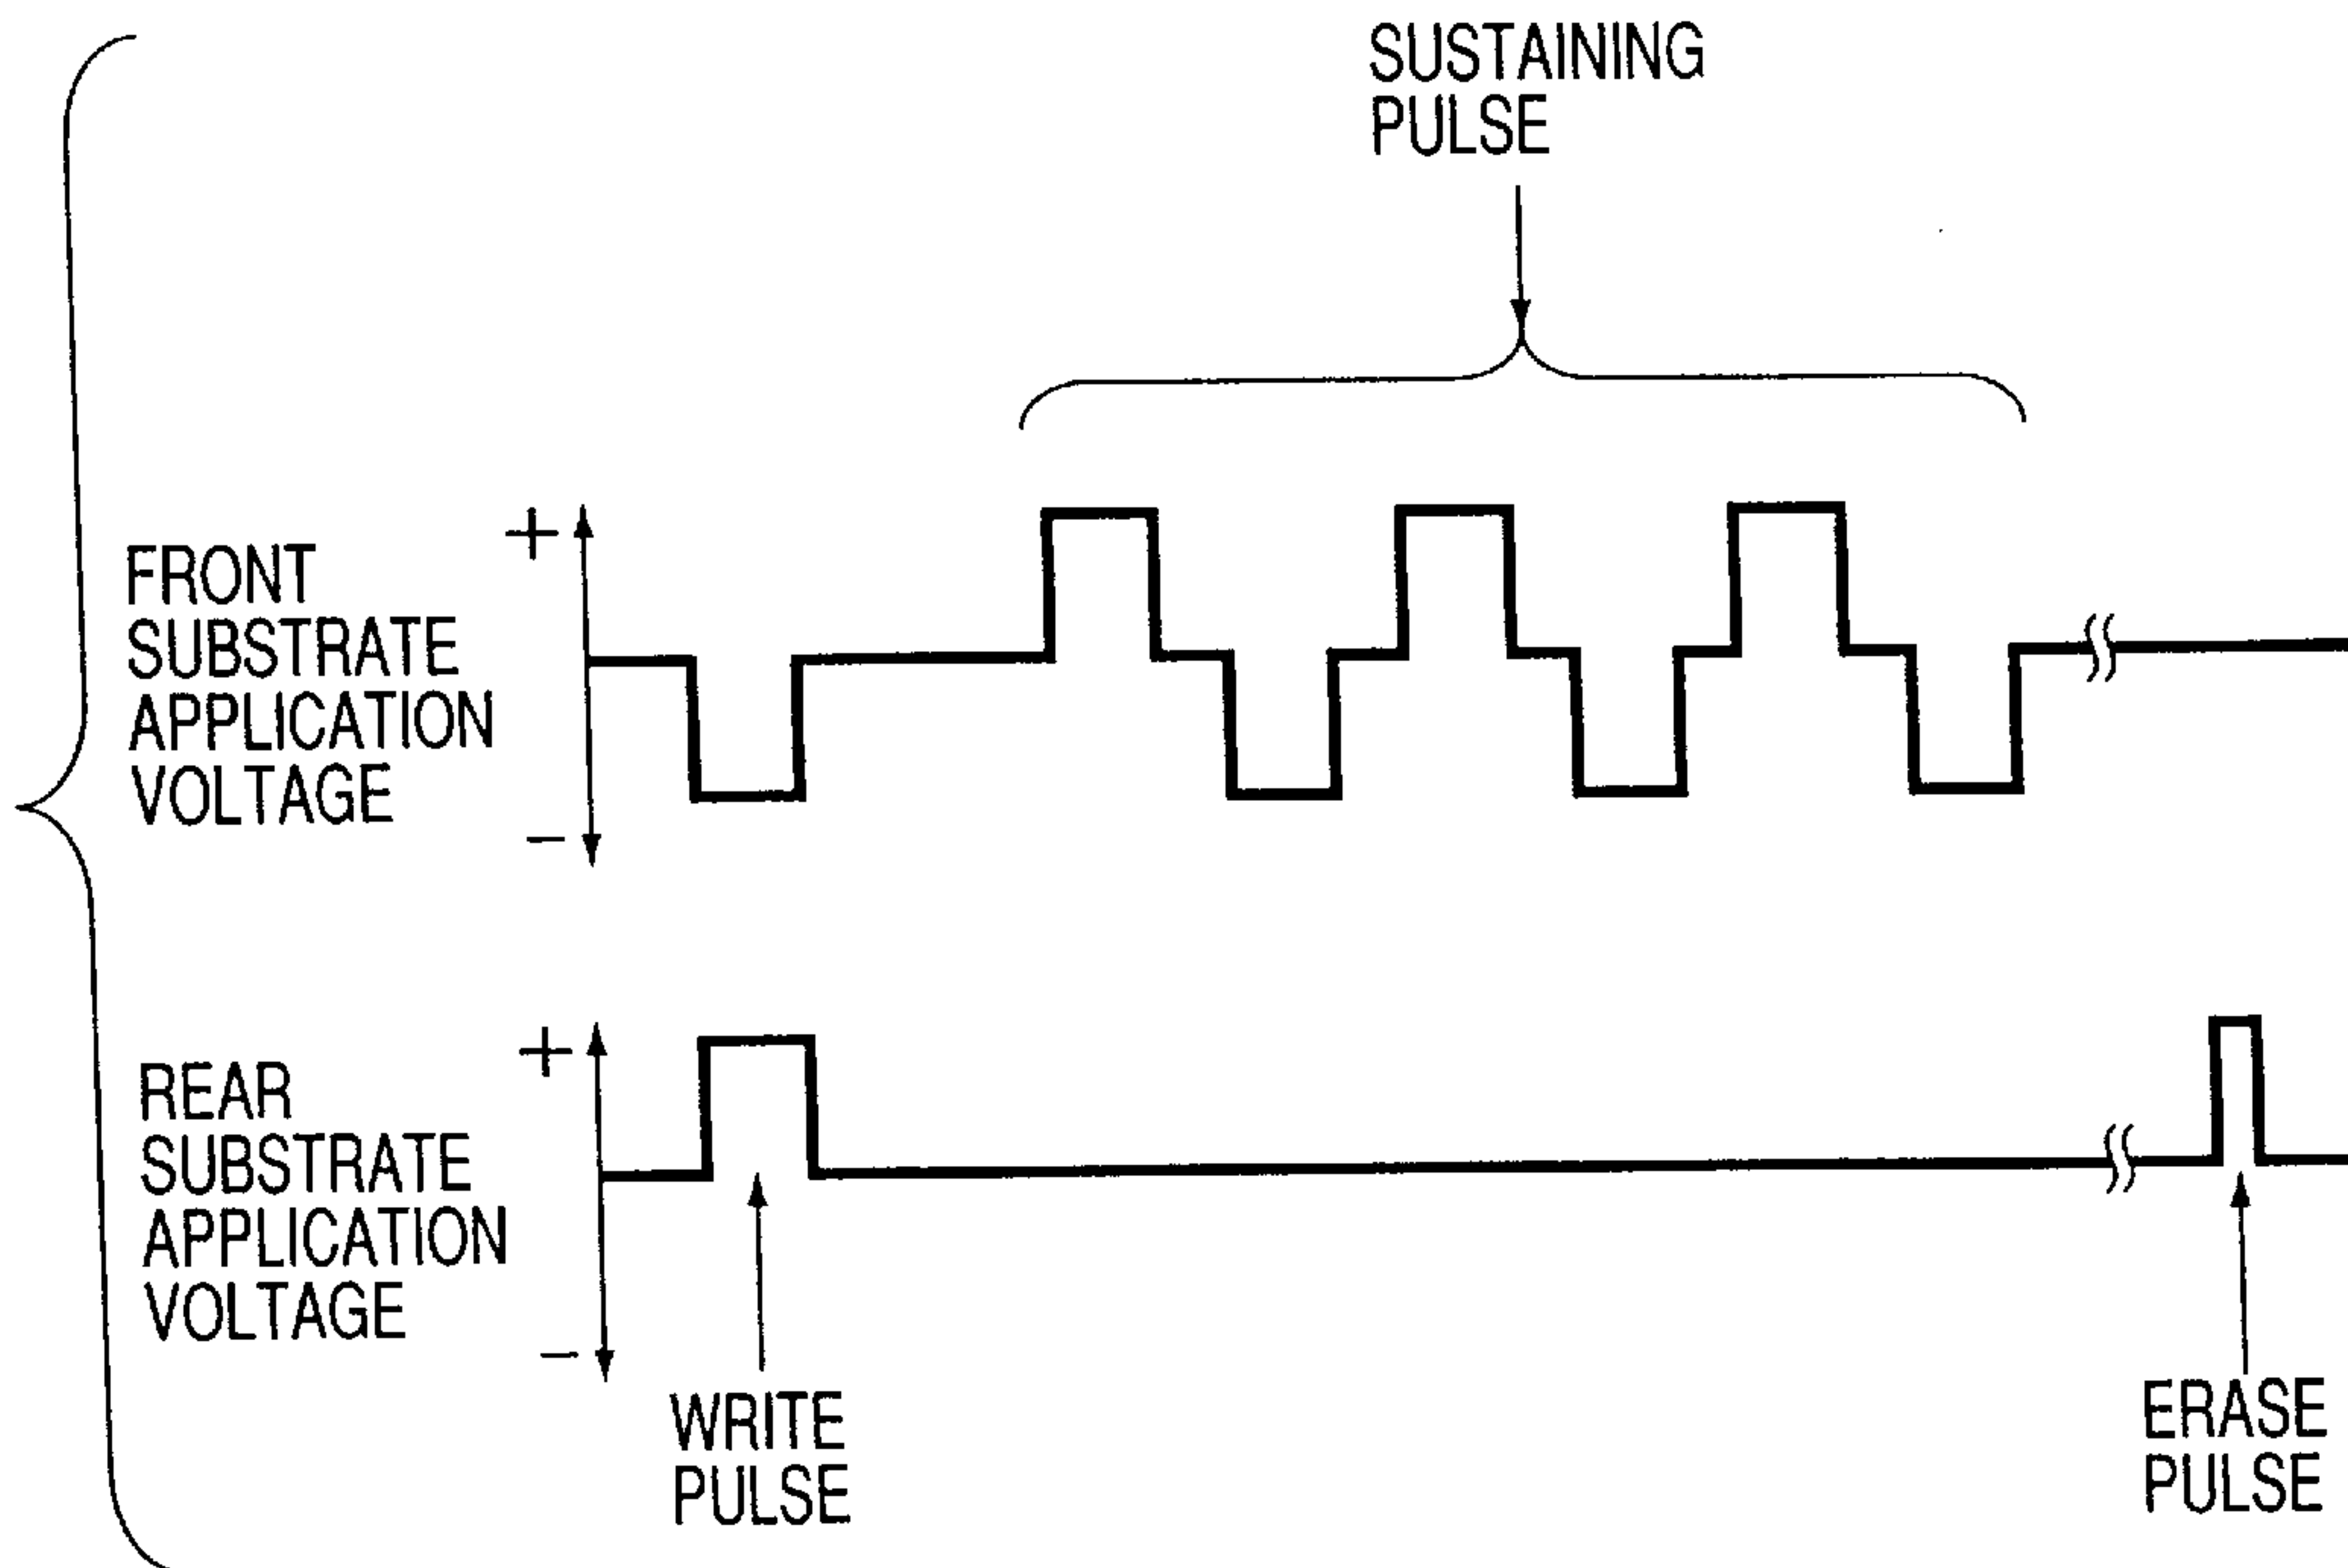 SUSTAINING
PULSE
+
FRONT
SUBSTRATE
APPLICATION
VOLTAGE
−
+
REAR
SUBSTRATE
APPLICATION
VOLTAGE
−
WRITE
PULSE
ERASE
PULSE